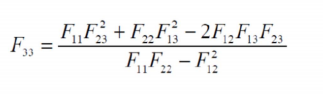 F₃₃ = (F₁₁F₂₃² + F₂₂F₁₃² − 2F₁₂F₁₃F₂₃) / (F₁₁F₂₂ − F₁₂²)